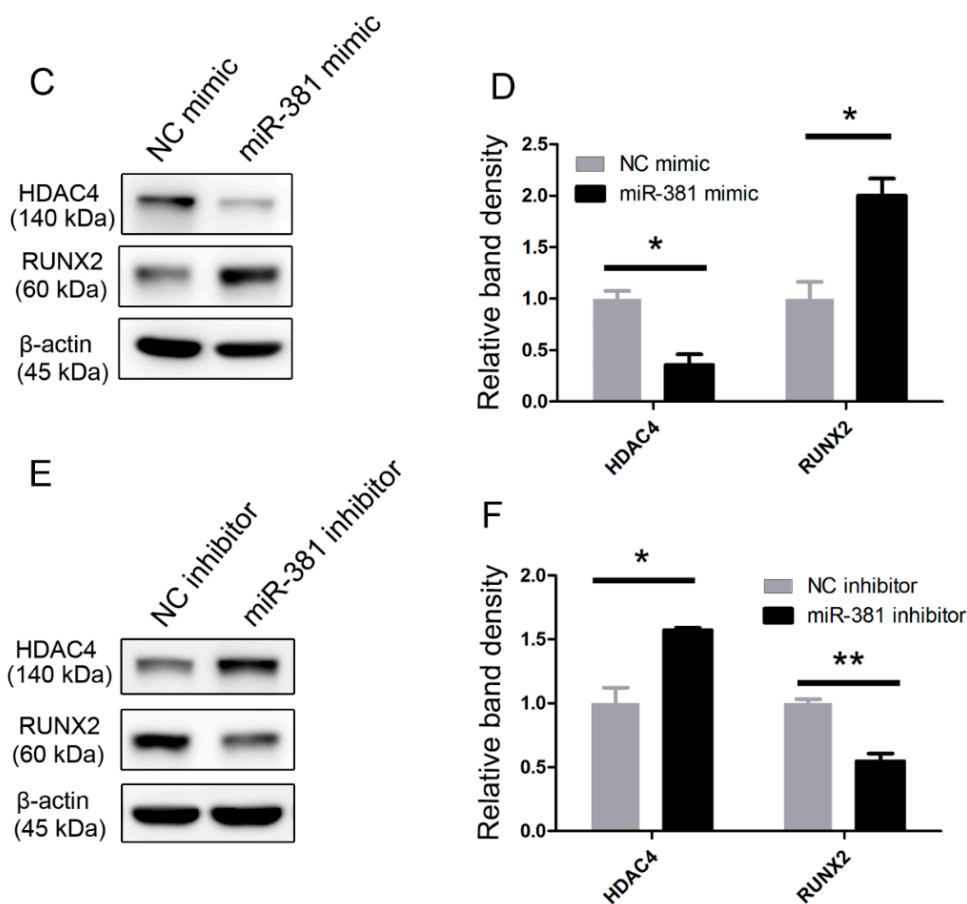 C
NC mimic
miR-381 mimic
HDAC4
(140 kDa)
RUNX2
(60 kDa)
β-actin
(45 kDa)
D
Relative band density
2.5
2.0
1.5
1.0
0.5
0.0
NC mimic
miR-381 mimic
*
*
HDAC4
RUNX2
E
NC inhibitor
miR-381 inhibitor
HDAC4
(140 kDa)
RUNX2
(60 kDa)
β-actin
(45 kDa)
F
Relative band density
2.0
1.5
1.0
0.5
0.0
NC inhibitor
miR-381 inhibitor
*
**
HDAC4
RUNX2